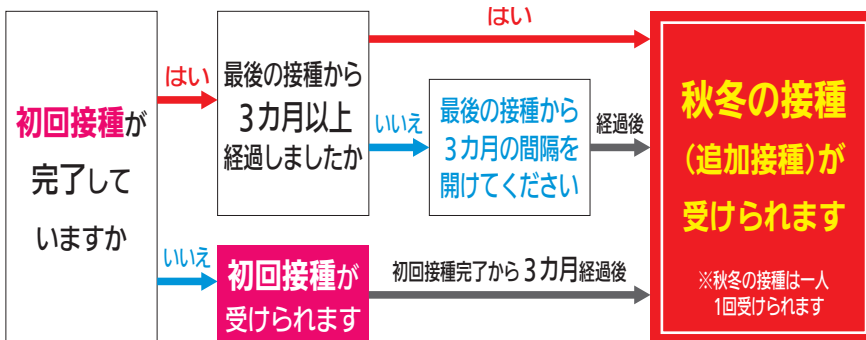 初回接種が
完了して
いますか
はい
最後の接種から
3カ月以上
経過しましたか
はい
いいえ
最後の接種から
3カ月の間隔を
開けてください
経過後
いいえ
初回接種が
受けられます
初回接種完了から3カ月経過後
秋冬の接種
(追加接種)が
受けられます
※秋冬の接種は一人
1回受けられます